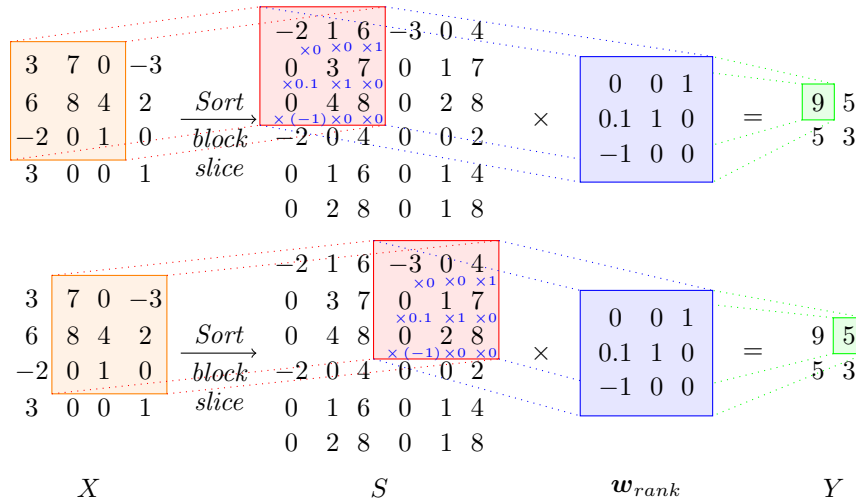 −2 1 6 −3 0 4
×0 ×0 ×1
3 7 0 −3
0 3 7 0 1 7
0 0 1
×0.1 ×1 ×0
6 8 4 2
Sort
0 4 8 0 2 8
×
0.1 1 0
=
9 5
×(−1) ×0 ×0
−2 0 1 0
block
−2 0 4 0 0 2
−1 0 0
5 3
3 0 0 1
slice
0 1 6 0 1 4
0 2 8 0 1 8
−2 1 6 −3 0 4
×0 ×0 ×1
3 7 0 −3
0 3 7 0 1 7
0 0 1
×0.1 ×1 ×0
6 8 4 2
Sort
0 4 8 0 2 8
×
0.1 1 0
=
9 5
×(−1) ×0 ×0
−2 0 1 0
block
−2 0 4 0 0 2
−1 0 0
5 3
3 0 0 1
slice
0 1 6 0 1 4
0 2 8 0 1 8
X S w_rank Y